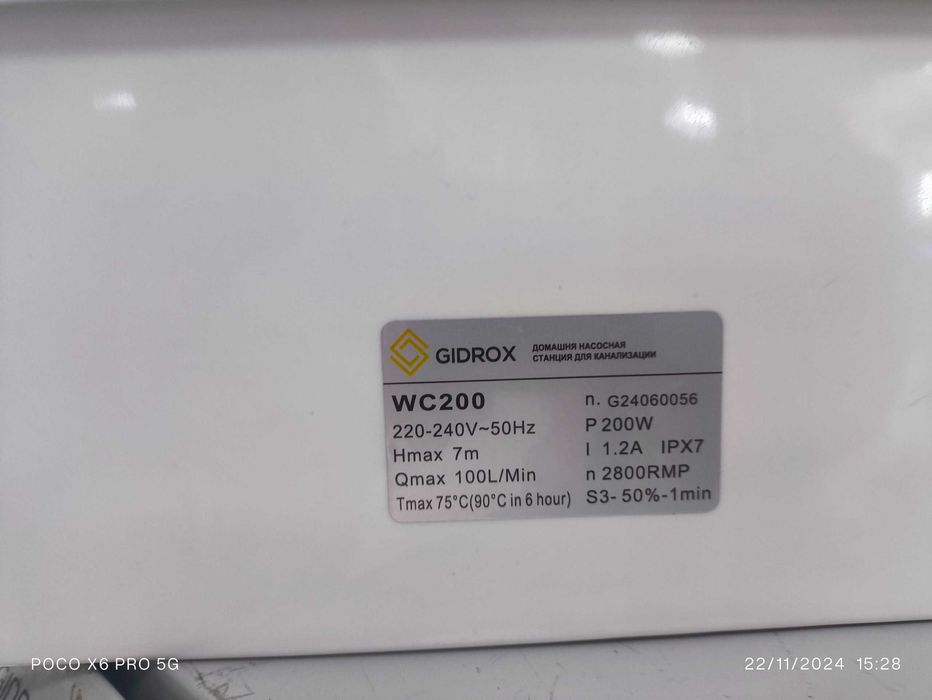 GIDROX
ДОМАШНЯ НАСОСНАЯ
СТАНЦИЯ ДЛЯ КАНАЛИЗАЦИИ
WC200
220-240V~50Hz
Hmax 7m
Qmax 100L/Min
Tmax 75°C(90°C in 6 hour)
n. G24060056
P 200W
I 1.2A IPX7
n 2800RMP
S3- 50%-1min
POCO X6 PRO 5G
22/11/2024 15:28